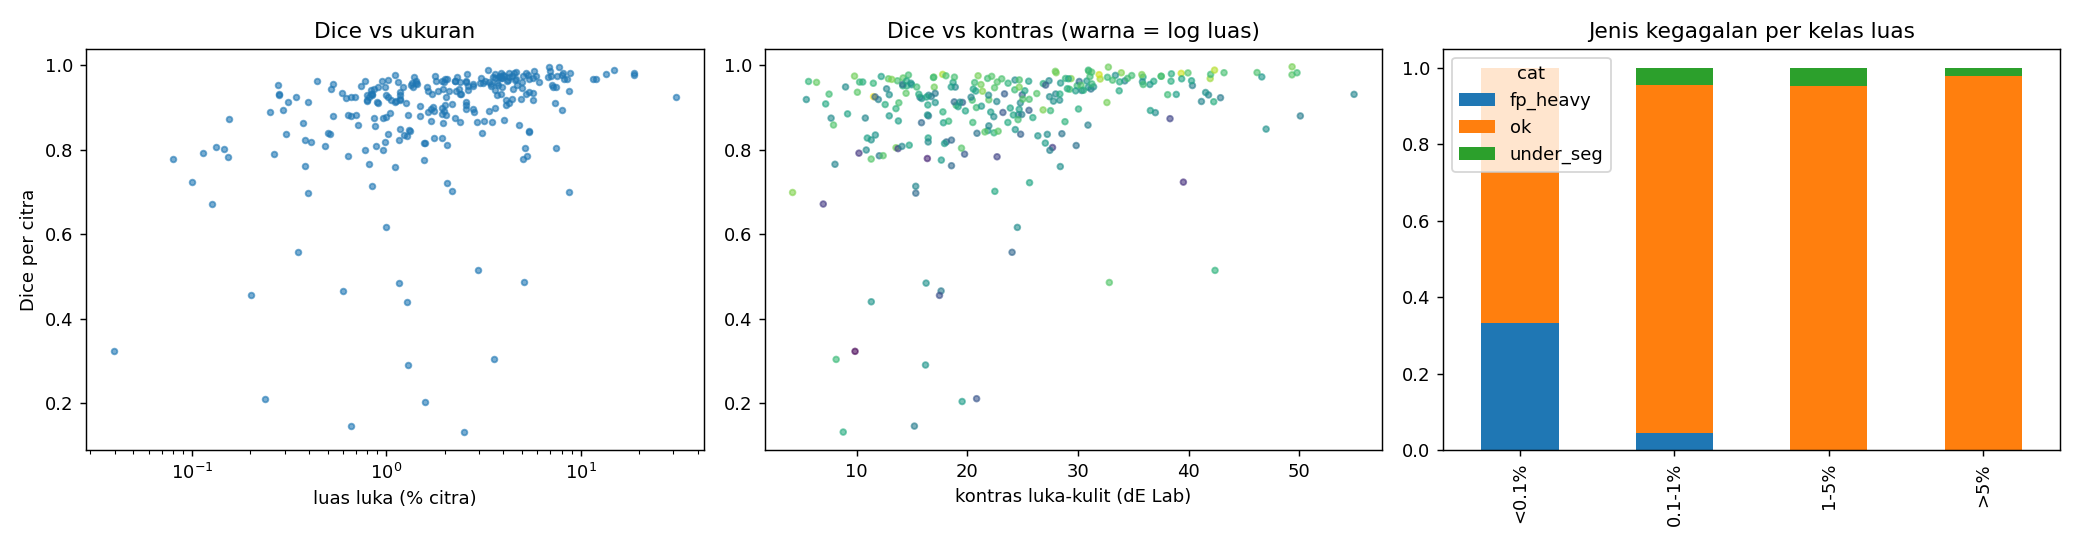 Dice vs ukuran
1.0
0.8
0.6
0.4
0.2
Dice per citra
10⁻¹
10⁰
10¹
luas luka (% citra)
Dice vs kontras (warna = log luas)
1.0
0.8
0.6
0.4
0.2
10
20
30
40
50
kontras luka-kulit (dE Lab)
Jenis kegagalan per kelas luas
1.0
0.8
0.6
0.4
0.2
0.0
cat
fp_heavy
ok
under_seg
<0.1%
0.1-1%
1-5%
>5%